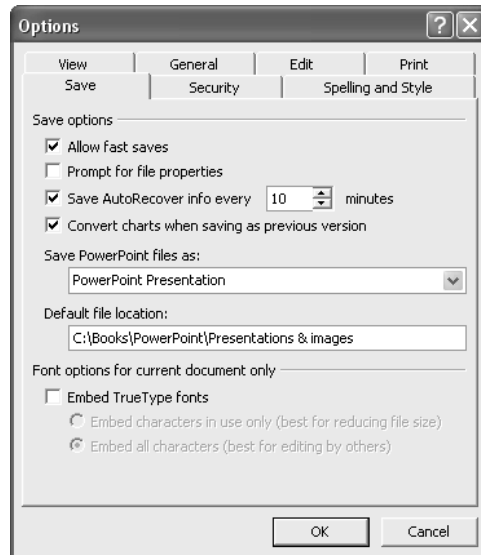 Options
View General Edit Print
Save Security Spelling and Style
Save options
Allow fast saves
Prompt for file properties
Save AutoRecover info every 10 minutes
Convert charts when saving as previous version
Save PowerPoint files as:
PowerPoint Presentation
Default file location:
C:\Books\PowerPoint\Presentations & images
Font options for current document only
Embed TrueType fonts
Embed characters in use only (best for reducing file size)
Embed all characters (best for editing by others)
OK Cancel